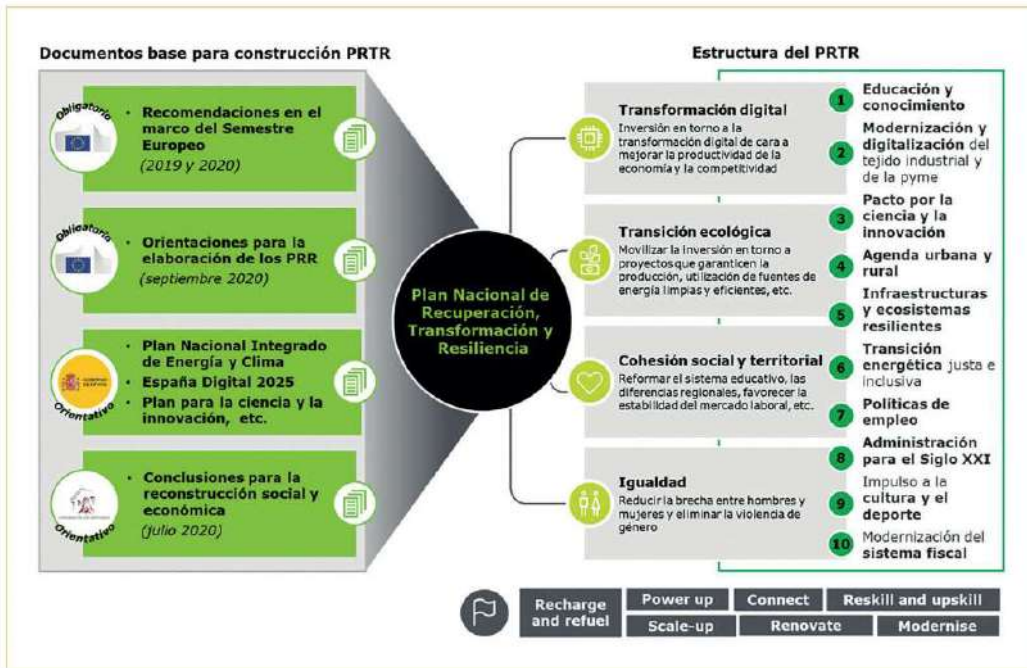 Documentos base para construcción PRTR
Obligatorio
• Recomendaciones en el
marco del Semestre
Europeo
(2019 y 2020)
Obligatorio
• Orientaciones para la
elaboración de los PRR
(septiembre 2020)
Orientativo
• Plan Nacional Integrado
de Energía y Clima
• España Digital 2025
• Plan para la ciencia y la
innovación, etc.
Orientativo
• Conclusiones para la
reconstrucción social y
económica
(julio 2020)
Plan Nacional de
Recuperación,
Transformación y
Resiliencia
Estructura del PRTR
Transformación digital
Inversión en torno a la
transformación digital de cara a
mejorar la productividad de la
economía y la competitividad
Transición ecológica
Movilizar la inversión en torno a
proyectos que garanticen la
producción, utilización de fuentes de
energía limpias y eficientes, etc.
Cohesión social y territorial
Reformar el sistema educativo, las
diferencias regionales, favorecer la
estabilidad del mercado laboral, etc.
Igualdad
Reducir la brecha entre hombres y
mujeres y eliminar la violencia de
género
1 Educación y
conocimiento
2 Modernización y
digitalización del
tejido industrial y
de la pyme
3 Pacto por la
ciencia y la
innovación
4 Agenda urbana y
rural
5 Infraestructuras
y ecosistemas
resilientes
6 Transición
energética justa e
inclusiva
7 Políticas de
empleo
8 Administración
para el Siglo XXI
9 Impulso a la
cultura y el
deporte
10 Modernización del
sistema fiscal
Recharge
and refuel
Power up
Connect
Reskill and upskill
Scale-up
Renovate
Modernise